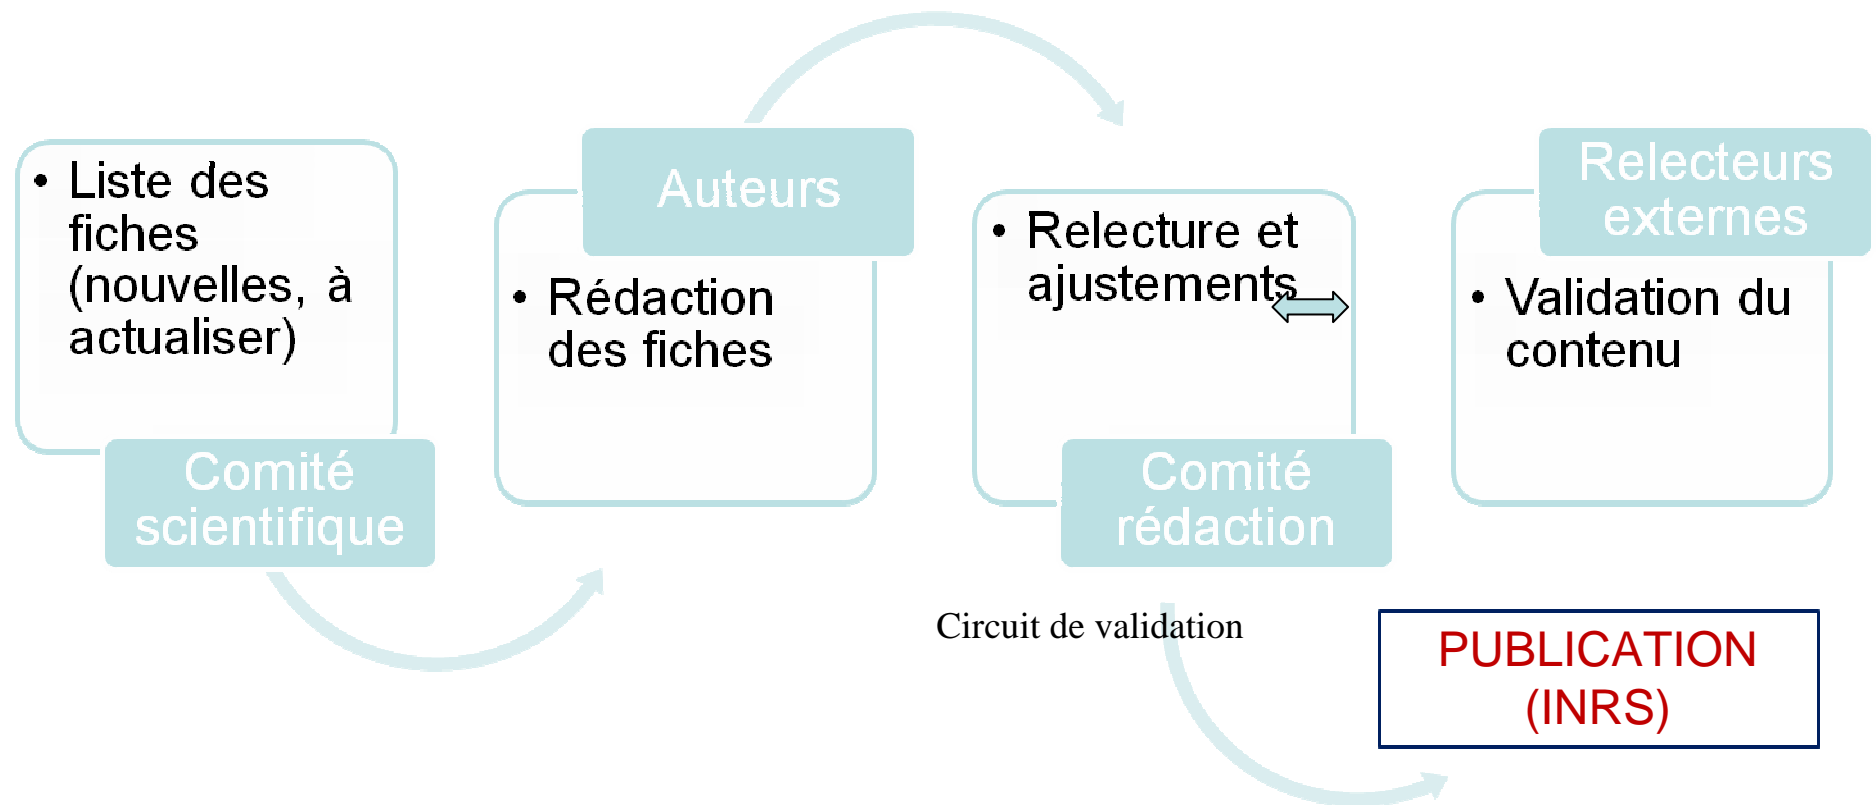 • Liste des
fiches
(nouvelles, à
actualiser)
Comité
scientifique
Auteurs
• Rédaction
des fiches
• Relecture et
ajustements
Comité
rédaction
Relecteurs
externes
• Validation du
contenu
Circuit de validation
PUBLICATION
(INRS)